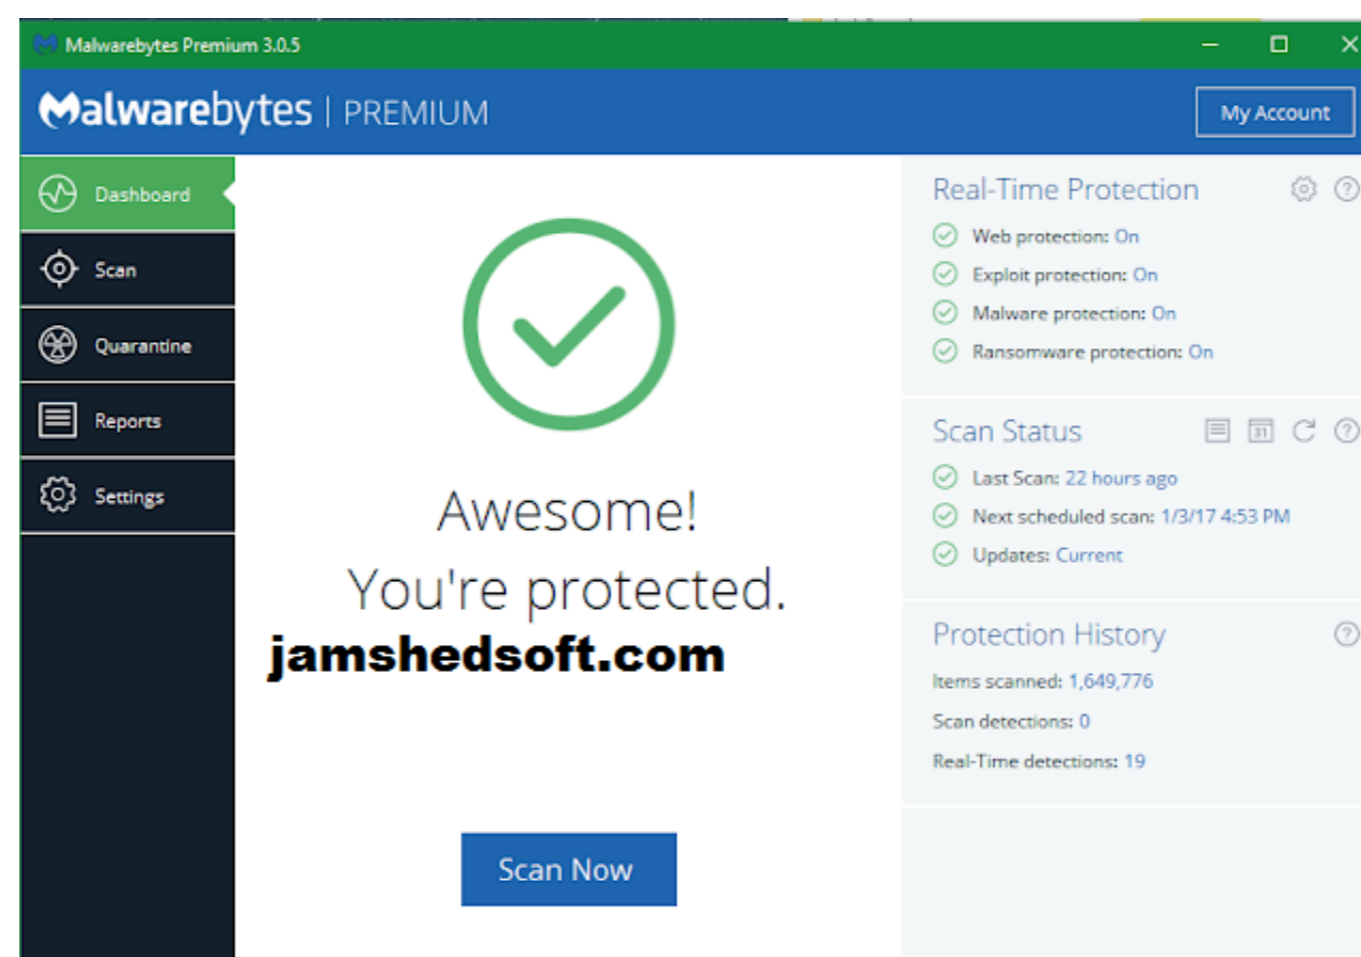 Malwarebytes Premium 3.0.5
Malwarebytes | PREMIUM
My Account
Dashboard
Scan
Quarantine
Reports
Settings
Awesome!
You're protected.
jamshedsoft.com
Scan Now
Real-Time Protection
Web protection: On
Exploit protection: On
Malware protection: On
Ransomware protection: On
Scan Status
31
Last Scan: 22 hours ago
Next scheduled scan: 1/3/17 4:53 PM
Updates: Current
Protection History
Items scanned: 1,649,776
Scan detections: 0
Real-Time detections: 19